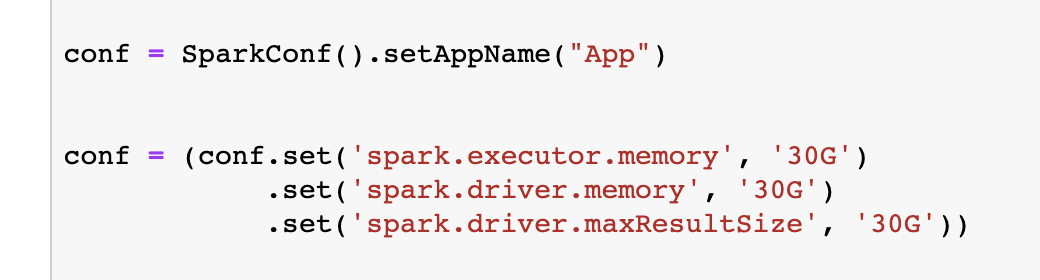 conf = SparkConf().setAppName("App")
conf = (conf.set('spark.executor.memory', '30G')
.set('spark.driver.memory', '30G')
.set('spark.driver.maxResultSize', '30G'))